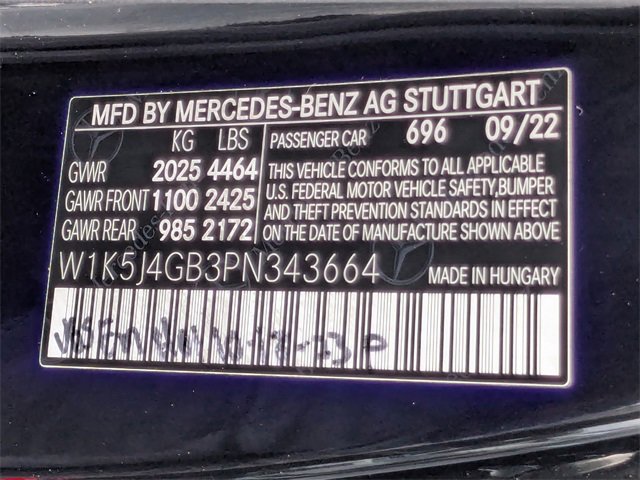 MFD BY MERCEDES-BENZ AG STUTTGART
KG LBS
GVWR 2025 4464
GAWR FRONT 1100 2425
GAWR REAR 985 2172
PASSENGER CAR 696 09/22
THIS VEHICLE CONFORMS TO ALL APPLICABLE
U.S. FEDERAL MOTOR VEHICLE SAFETY,BUMPER
AND THEFT PREVENTION STANDARDS IN EFFECT
ON THE DATE OF MANUFACTURE SHOWN ABOVE
W1K5J4GB3PN343664 MADE IN HUNGARY